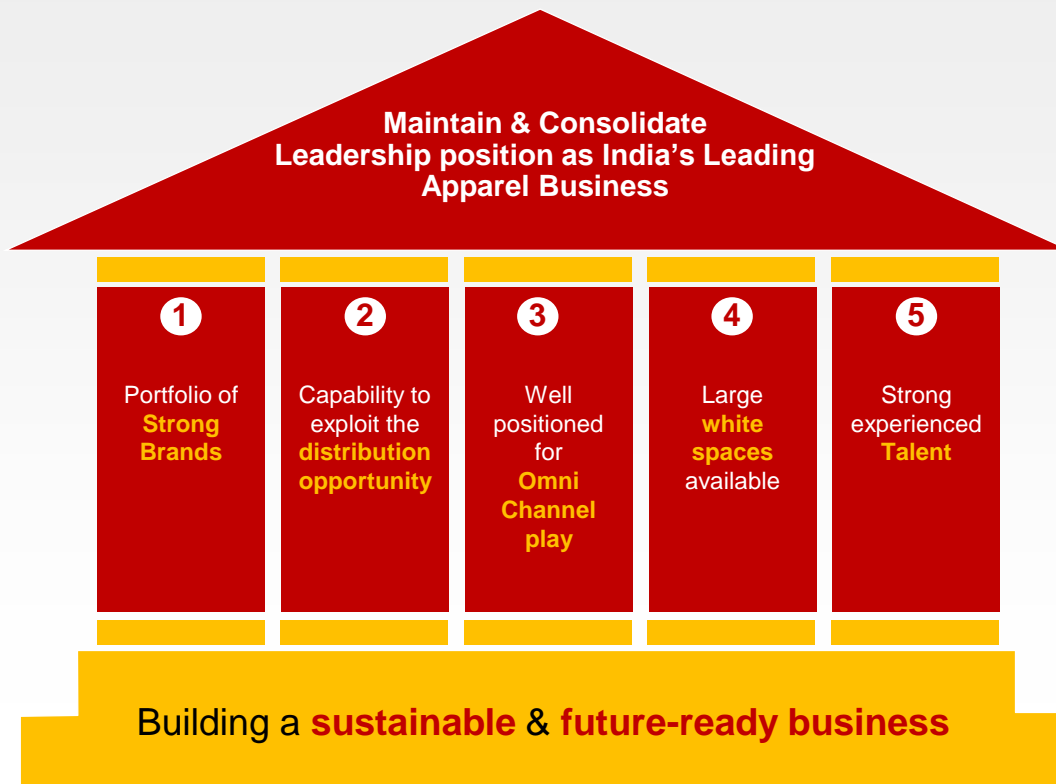 Maintain & Consolidate
Leadership position as India's Leading
Apparel Business
1
Portfolio of
Strong
Brands
2
Capability to
exploit the
distribution
opportunity
3
Well
positioned
for
Omni
Channel
play
4
Large
white
spaces
available
5
Strong
experienced
Talent
Building a sustainable & future-ready business